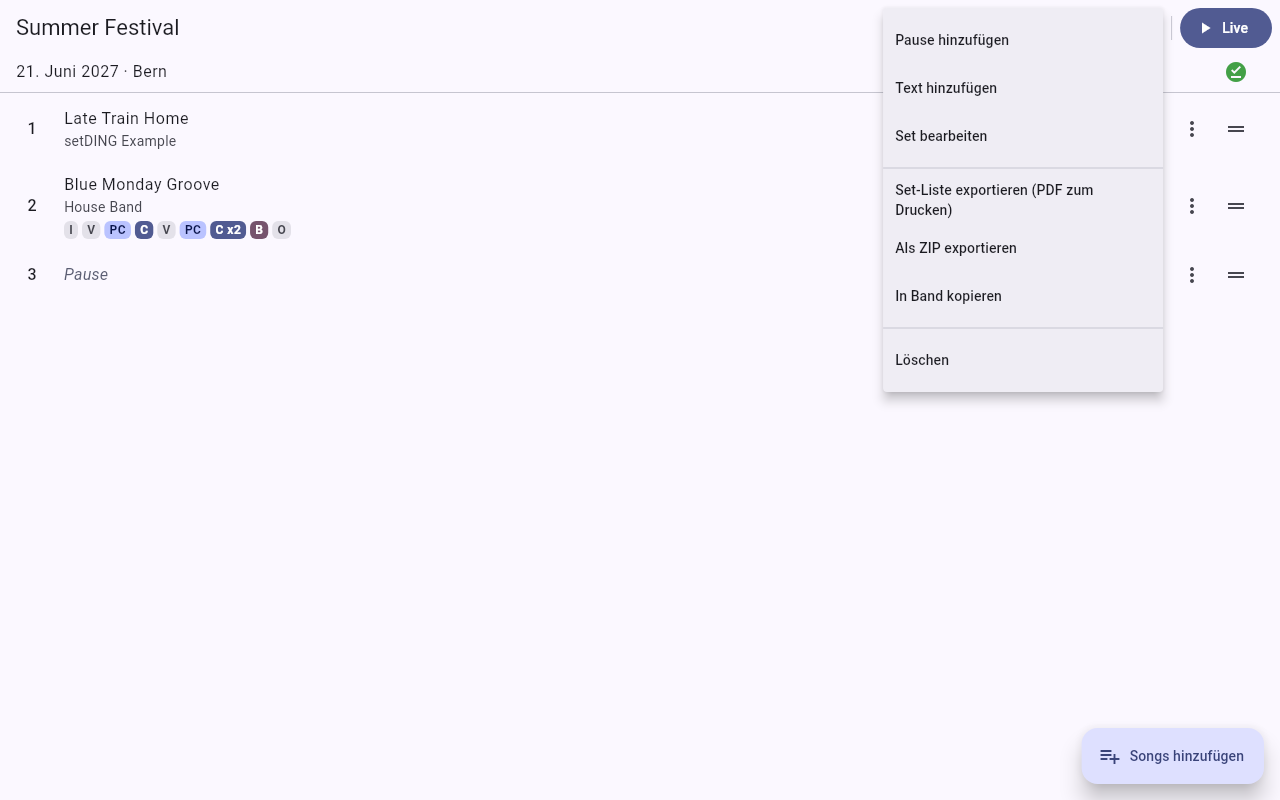 Summer Festival
Live
21. Juni 2027 · Bern
1
Late Train Home
setDING Example
2
Blue Monday Groove
House Band
I V PC C V PC C x2 B O
3
Pause
Pause hinzufügen
Text hinzufügen
Set bearbeiten
Set-Liste exportieren (PDF zum
Drucken)
Als ZIP exportieren
In Band kopieren
Löschen
Songs hinzufügen